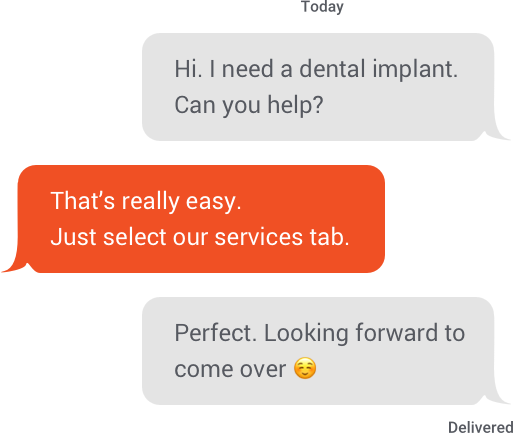 Today
Hi. I need a dental implant.
Can you help?
That’s really easy.
Just select our services tab.
Perfect. Looking forward to
come over ☺️
Delivered